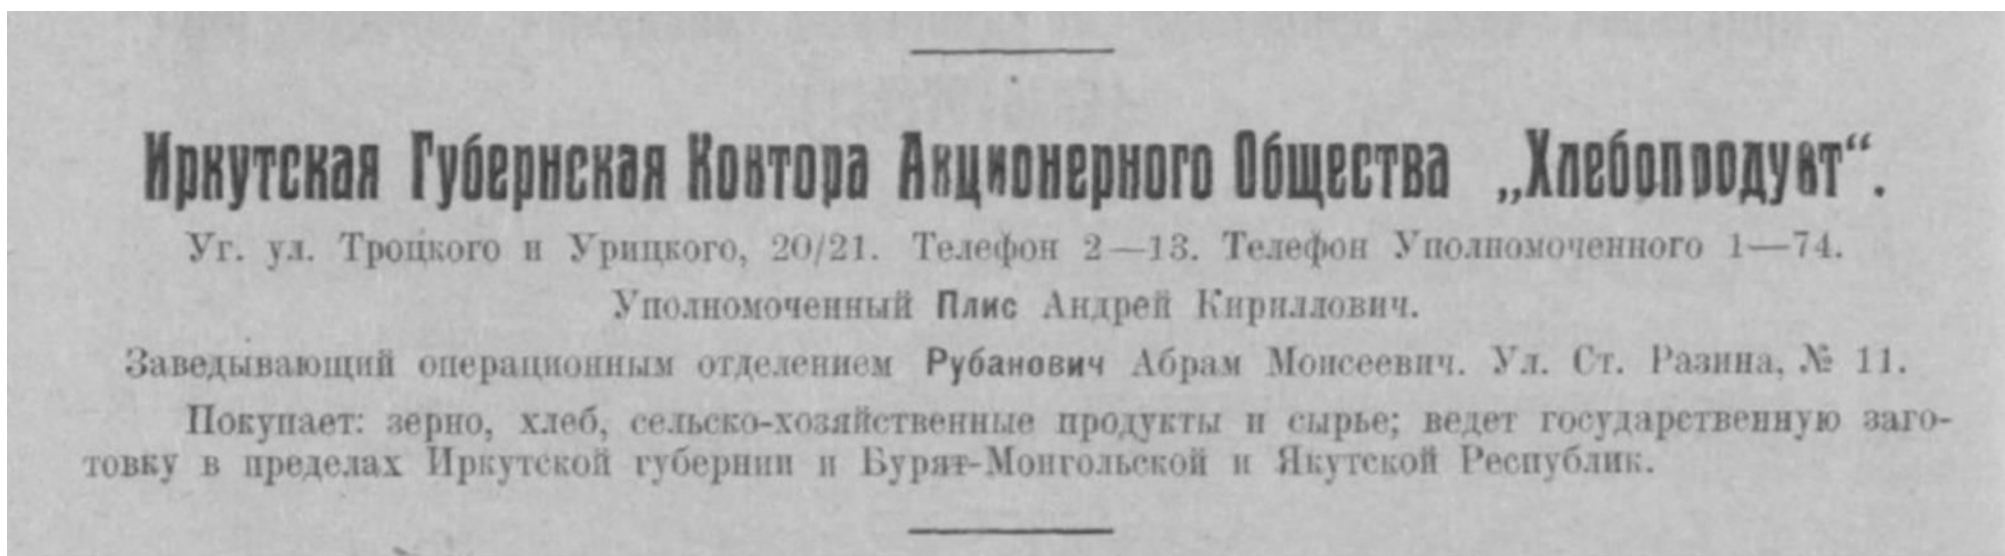 Иркутская Губернская Контора Акционерного Общества „Хлебопродукт“.
Уг. ул. Троцкого и Урицкого, 20/21. Телефон 2—13. Телефон Уполномоченного 1—74.
Уполномоченный Плис Андрей Кириллович.
Заведывающий операционным отделением Рубанович Абрам Моисеевич. Ул. Ст. Разина, № 11.
Покупает: зерно, хлеб, сельско-хозяйственные продукты и сырье; ведет государственную заго-
товку в пределах Иркутской губернии и Бурят-Монгольской и Якутской Республик.